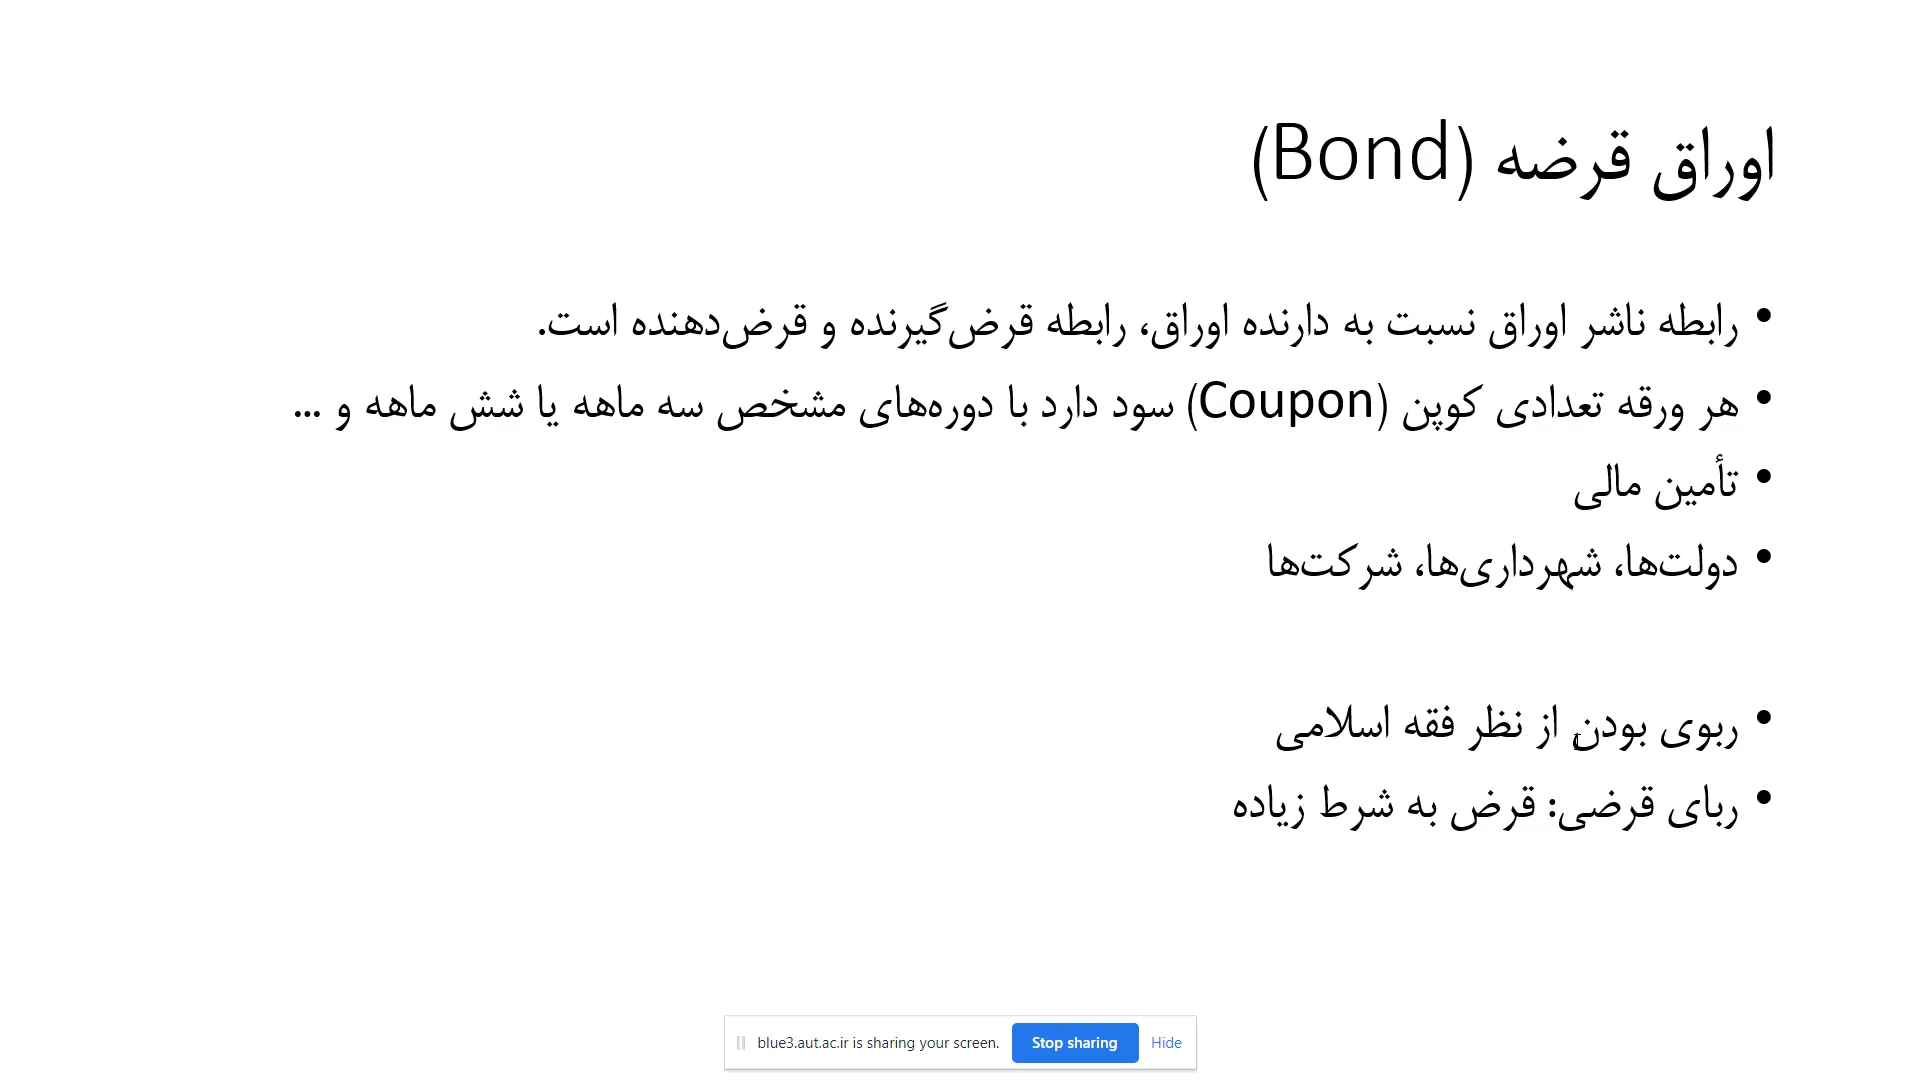 اوراق قرضه (Bond)
• رابطه ناشر اوراق نسبت به دارنده اوراق، رابطه قرض‌گیرنده و قرض‌دهنده است.
• هر ورقه تعدادی کوپن (Coupon) سود دارد با دوره‌های مشخص سه ماهه یا شش ماهه و ...
• تأمین مالی
• دولت‌ها، شهرداری‌ها، شرکت‌ها
• ربوی بودن از نظر فقه اسلامی
• ربای قرضی: قرض به شرط زیاده
blue3.aut.ac.ir is sharing your screen. Stop sharing Hide